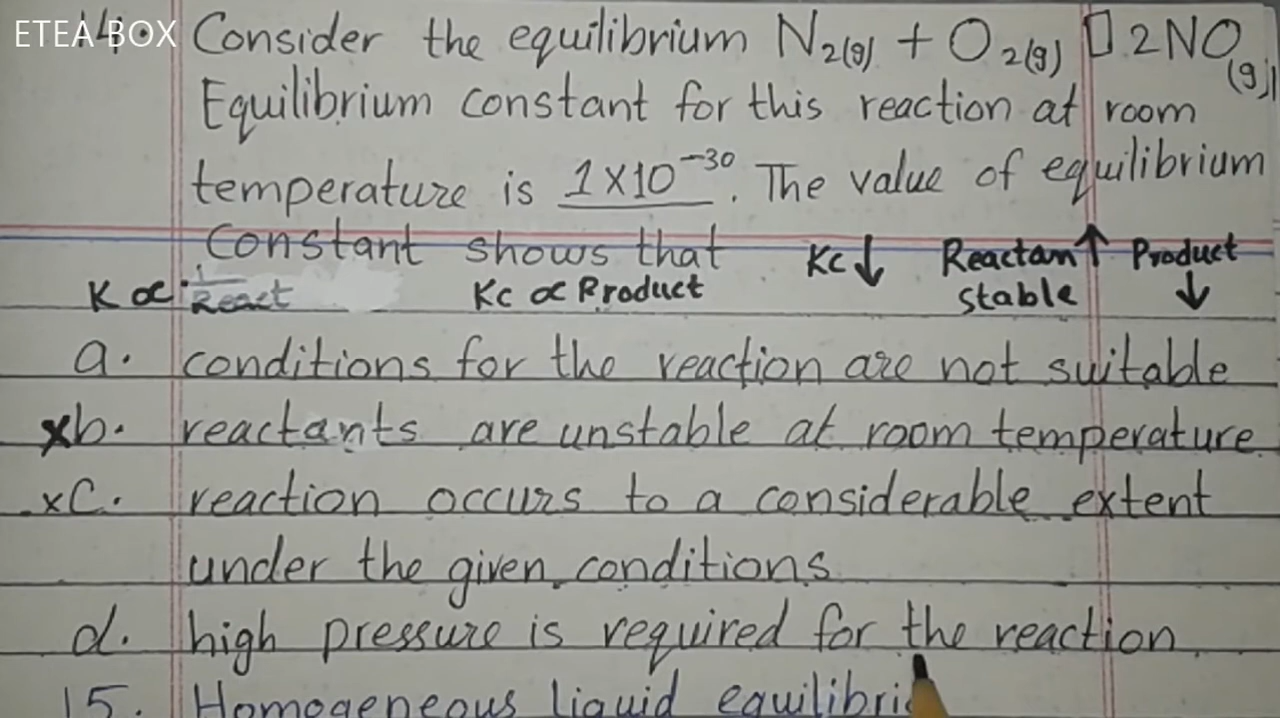 ETEA BOX
14. Consider the equilibrium N2(g) + O2(g) ▯ 2NO(g)
Equilibrium constant for this reaction at room
temperature is 1X10⁻³⁰. The value of equilibrium
Constant shows that Kc↓ Reactan↑ Product
K ∝ 1/React Kc ∝ Product stable ↓
a. conditions for the reaction are not suitable
xb. reactants are unstable at room temperature.
xC. reaction occurs to a considerable extent
under the given conditions
d. high pressure is required for the reaction
15. Homogeneous liquid equilibri